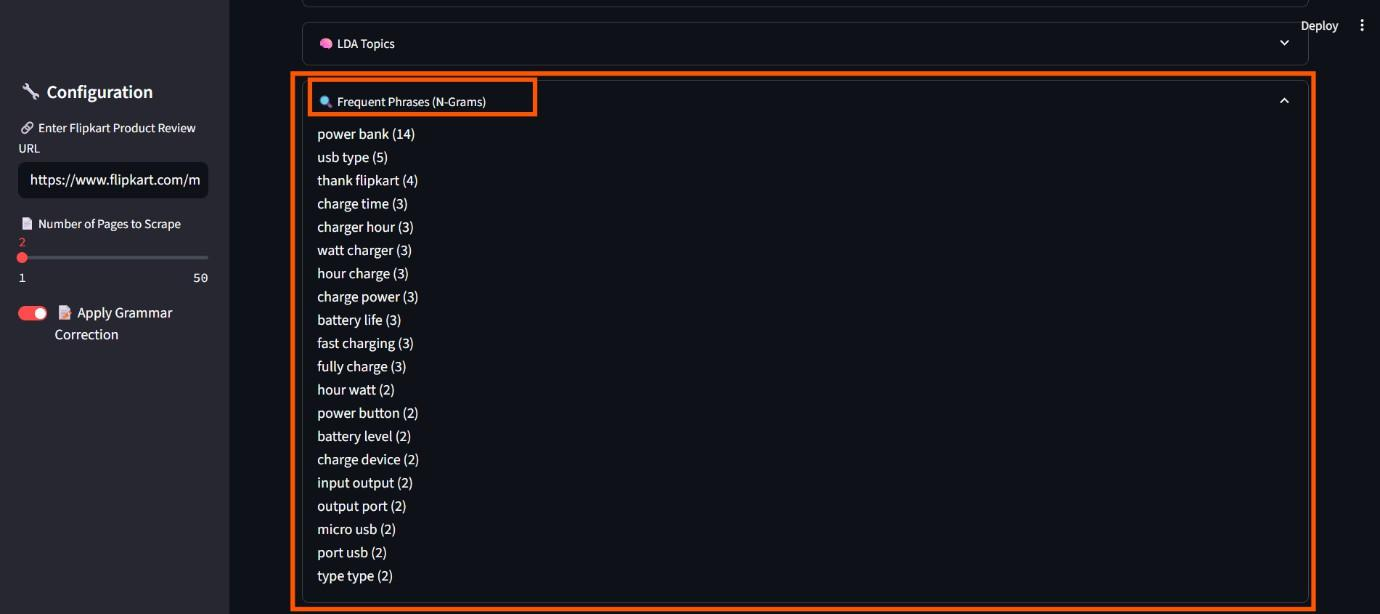 Deploy
Configuration
Enter Flipkart Product Review
URL
https://www.flipkart.com/m
Number of Pages to Scrape
2
1 50
Apply Grammar
Correction
LDA Topics
Frequent Phrases (N-Grams)
power bank (14)
usb type (5)
thank flipkart (4)
charge time (3)
charger hour (3)
watt charger (3)
hour charge (3)
charge power (3)
battery life (3)
fast charging (3)
fully charge (3)
hour watt (2)
power button (2)
battery level (2)
charge device (2)
input output (2)
output port (2)
micro usb (2)
port usb (2)
type type (2)